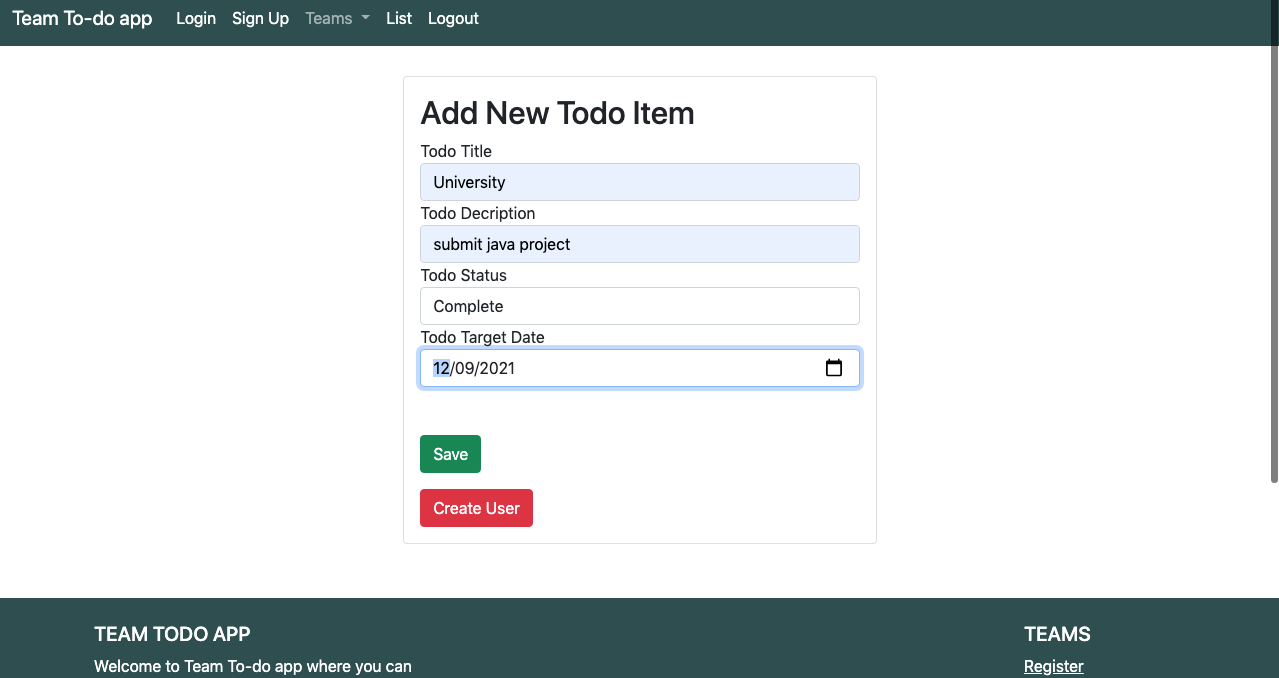 Team To-do app Login Sign Up Teams List Logout
Add New Todo Item
Todo Title
University
Todo Decription
submit java project
Todo Status
Complete
Todo Target Date
12/09/2021
Save
Create User
TEAM TODO APP
Welcome to Team To-do app where you can
TEAMS
Register